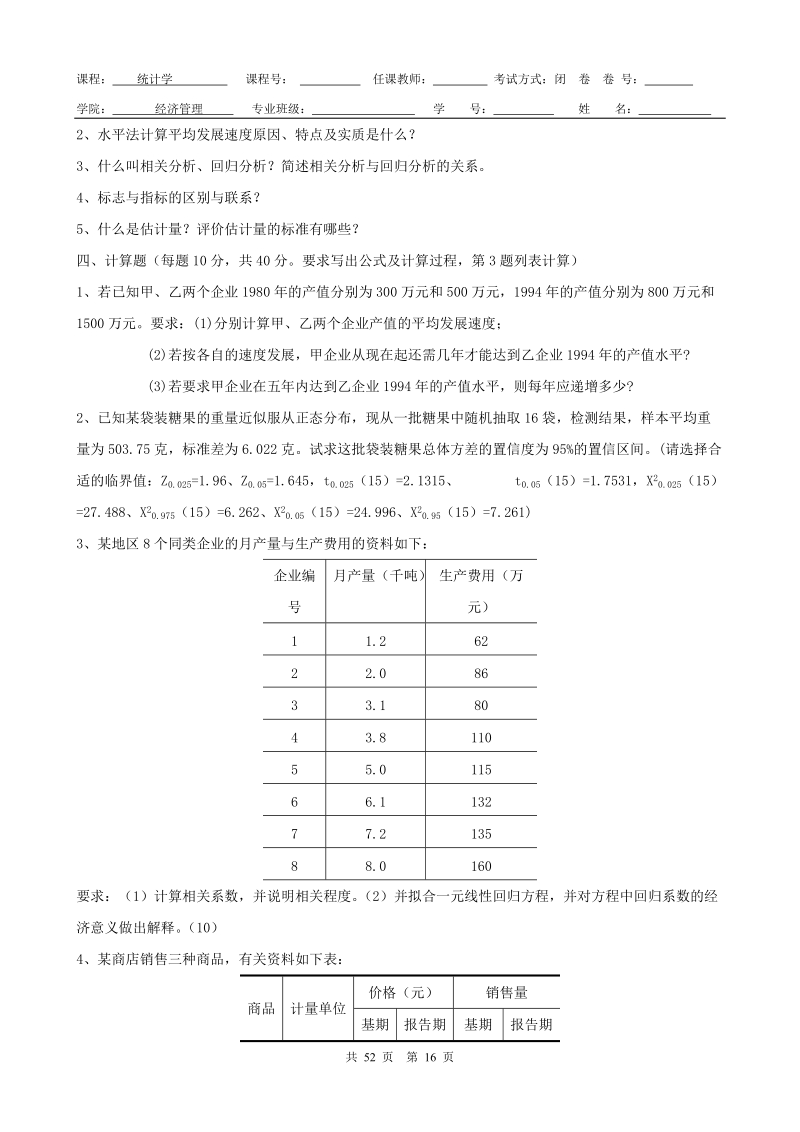 课程： 统计学 课程号： 任课教师： 考试方式：闭 卷 卷 号：
学院： 经济管理 专业班级： 学 号： 姓 名：
2、水平法计算平均发展速度原因、特点及实质是什么？
3、什么叫相关分析、回归分析？简述相关分析与回归分析的关系。
4、标志与指标的区别与联系？
5、什么是估计量？评价估计量的标准有哪些？
四、计算题（每题 10 分，共 40 分。要求写出公式及计算过程，第 3 题列表计算）
1、若已知甲、乙两个企业 1980 年的产值分别为 300 万元和 500 万元，1994 年的产值分别为 800 万元和
1500 万元。要求：(1)分别计算甲、乙两个企业产值的平均发展速度；
(2)若按各自的速度发展，甲企业从现在起还需几年才能达到乙企业 1994 年的产值水平?
(3)若要求甲企业在五年内达到乙企业 1994 年的产值水平，则每年应递增多少?
2、已知某袋装糖果的重量近似服从正态分布，现从一批糖果中随机抽取 16 袋，检测结果，样本平均重
量为 503.75 克，标准差为 6.022 克。试求这批袋装糖果总体方差的置信度为 95%的置信区间。(请选择合
适的临界值：Z0.025=1.96、Z0.05=1.645，t0.025（15）=2.1315、 t0.05（15）=1.7531，X²0.025（15）
=27.488、X²0.975（15）=6.262、X²0.05（15）=24.996、X²0.95（15）=7.261)
3、某地区 8 个同类企业的月产量与生产费用的资料如下：
企业编 月产量（千吨） 生产费用（万
号 元）
1 1.2 62
2 2.0 86
3 3.1 80
4 3.8 110
5 5.0 115
6 6.1 132
7 7.2 135
8 8.0 160
要求：（1）计算相关系数，并说明相关程度。（2）并拟合一元线性回归方程，并对方程中回归系数的经
济意义做出解释。（10）
4、某商店销售三种商品，有关资料如下表：
商品 计量单位 价格（元） 销售量
基期 报告期 基期 报告期
共 52 页 第 16 页